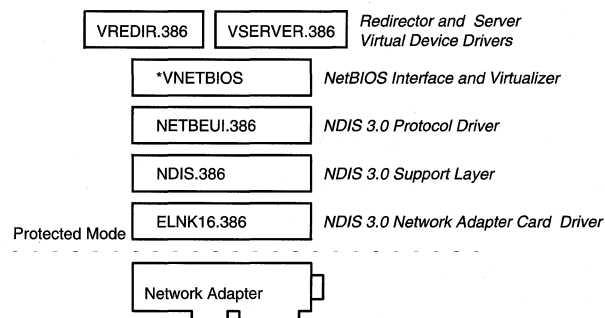 VREDIR.386 VSERVER.386 Redirector and Server
Virtual Device Drivers
*VNETBIOS NetBIOS Interface and Virtualizer
NETBEUI.386 NDIS 3.0 Protocol Driver
NDIS.386 NDIS 3.0 Support Layer
ELNK16.386 NDIS 3.0 Network Adapter Card Driver
Protected Mode
Network Adapter